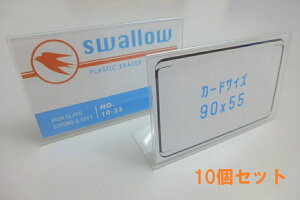 swallow
PLASTIC ERASER
HIGH CLASS
STRONG & SOFT
NO.
10-33
カードサイズ
90x55
10個セット